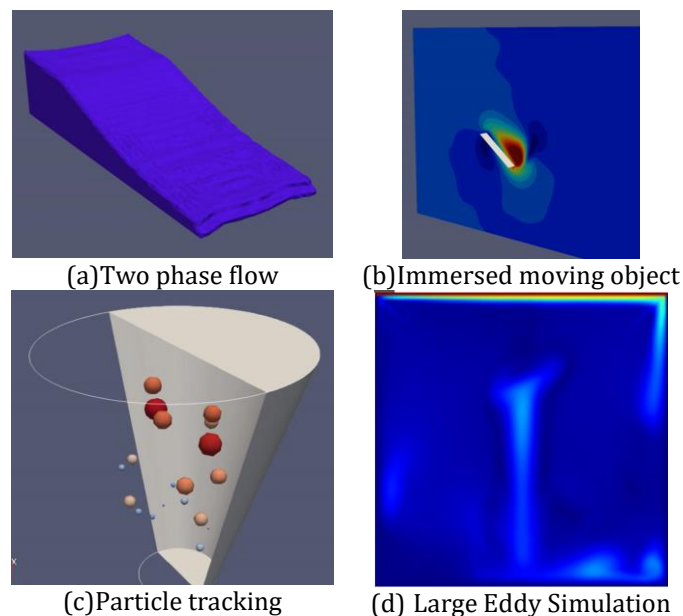 (a)Two phase flow
(b)Immersed moving object
(c)Particle tracking
(d) Large Eddy Simulation